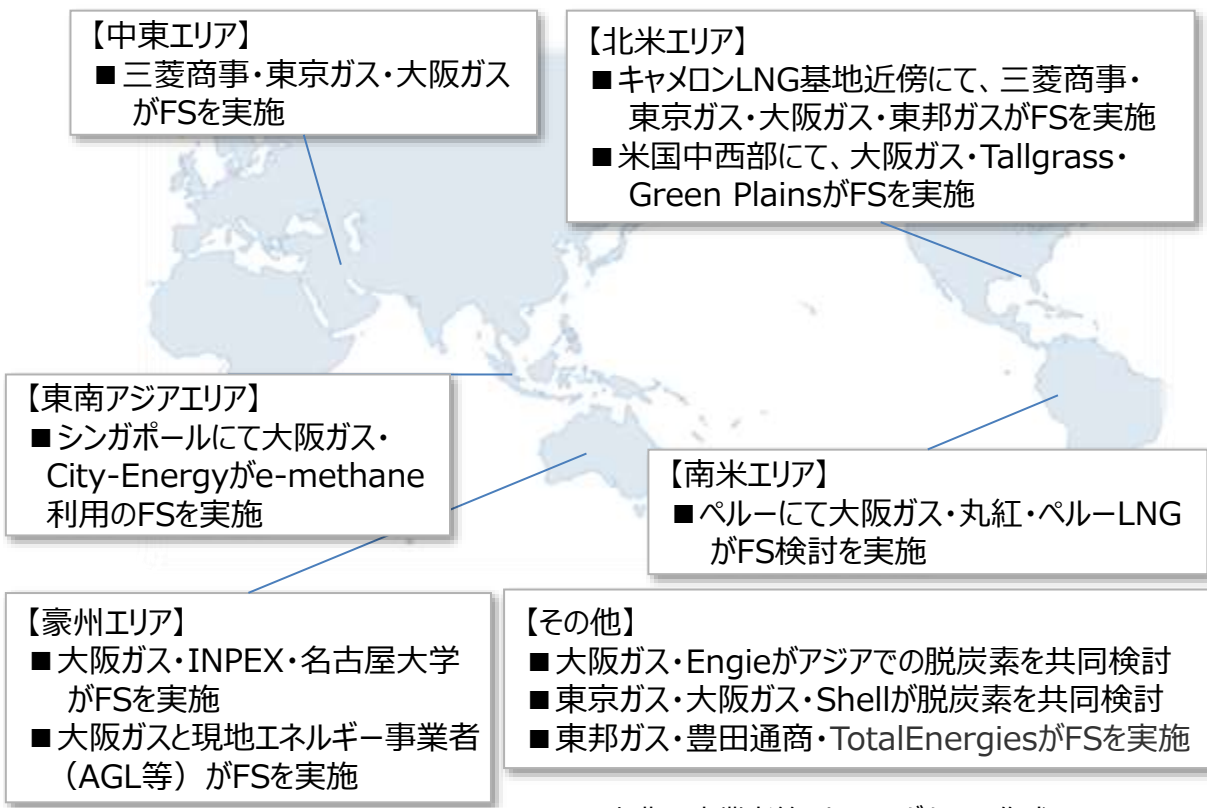 【中東エリア】
■三菱商事・東京ガス・大阪ガス
がFSを実施
【北米エリア】
■キャメロンLNG基地近傍にて、三菱商事・
東京ガス・大阪ガス・東邦ガスがFSを実施
■米国中西部にて、大阪ガス・Tallgrass・
Green PlainsがFSを実施
【東南アジアエリア】
■シンガポールにて大阪ガス・
City-Energyがe-methane
利用のFSを実施
【南米エリア】
■ペルーにて大阪ガス・丸紅・ペルーLNG
がFS検討を実施
【豪州エリア】
■大阪ガス・INPEX・名古屋大学
がFSを実施
■大阪ガスと現地エネルギー事業者
（AGL等）がFSを実施
【その他】
■大阪ガス・Engieがアジアでの脱炭素を共同検討
■東京ガス・大阪ガス・Shellが脱炭素を共同検討
■東邦ガス・豊田通商・TotalEnergiesがFSを実施